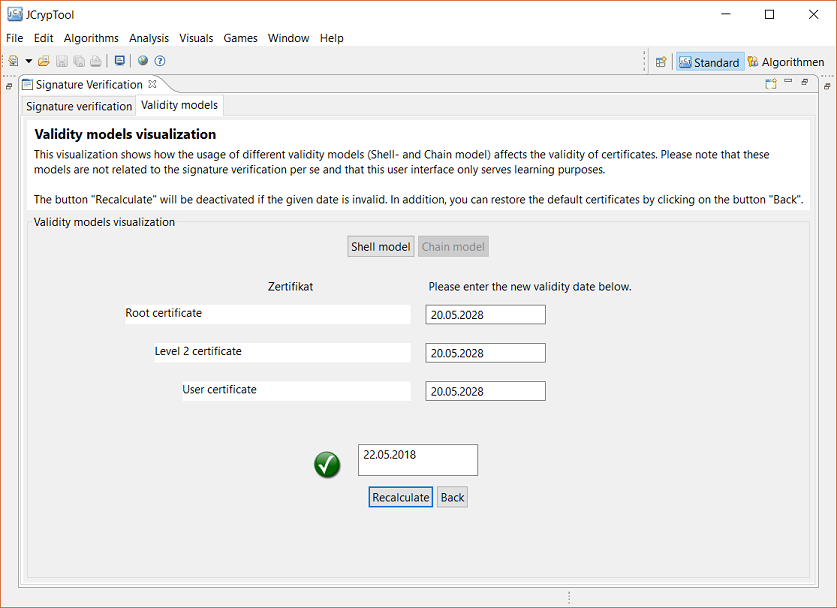 JCrypTool
File Edit Algorithms Analysis Visuals Games Window Help
Standard Algorithmen
Signature Verification
Signature verification Validity models
Validity models visualization
This visualization shows how the usage of different validity models (Shell- and Chain model) affects the validity of certificates. Please note that these
models are not related to the signature verification per se and that this user interface only serves learning purposes.
The button "Recalculate" will be deactivated if the given date is invalid. In addition, you can restore the default certificates by clicking on the button "Back".
Validity models visualization
Shell model Chain model
Zertifikat Please enter the new validity date below.
Root certificate 20.05.2028
Level 2 certificate 20.05.2028
User certificate 20.05.2028
22.05.2018
Recalculate Back